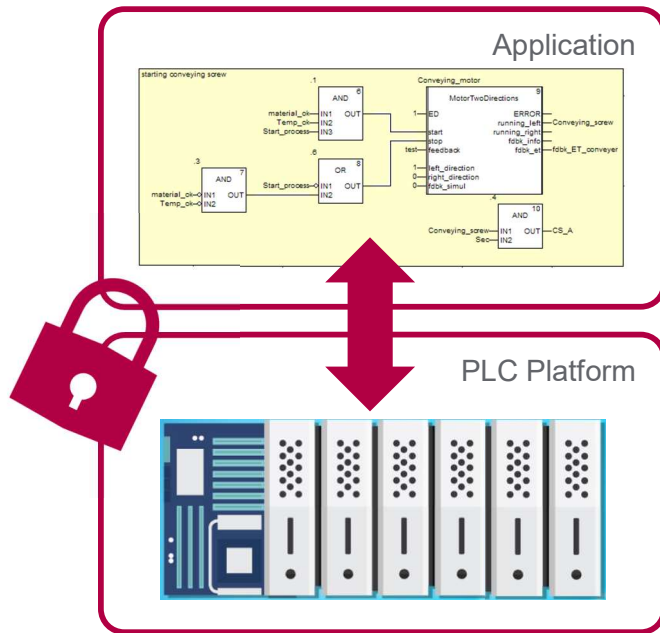 Application
starting conveying screw
.1
6
AND
material_ok IN1 OUT
Temp_ok IN2
Start_process IN3
Conveying_motor
9
MotorTwoDirections
1 ED ERROR
running_left Conveying_screw
start running_right
stop fdbk_info
test feedback fdbk_et fdbk_ET_conveyer
1 left_direction
0 right_direction
0 fdbk_simul
.6
8
OR
Start_process IN1 OUT
IN2
.3
7
AND
material_ok IN1 OUT
Temp_ok IN2
.4
10
AND
Conveying_screw IN1 OUT CS_A
Sec IN2
PLC Platform